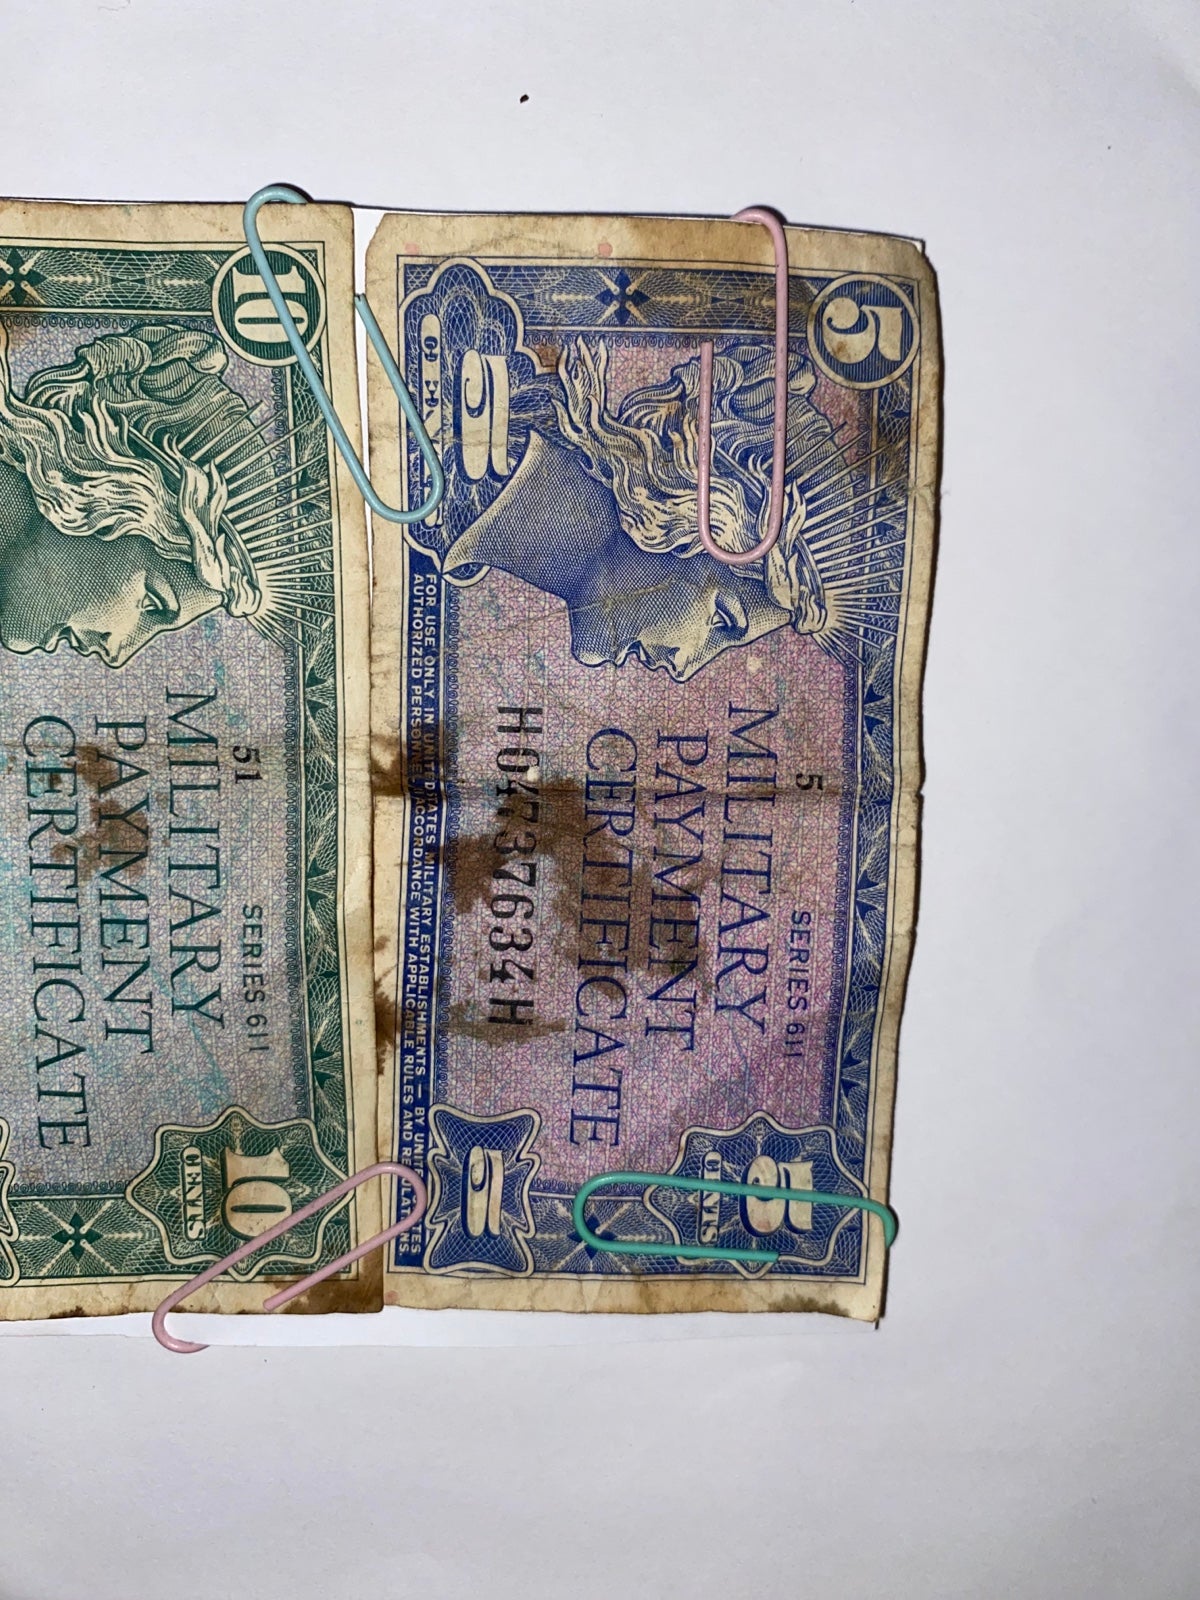 5
5 SERIES 611
5
CENTS
MILITARY
PAYMENT
CERTIFICATE
H04737634H
5
CENTS
5
FOR USE ONLY IN UNITED STATES MILITARY ESTABLISHMENTS — BY UNITED STATES
AUTHORIZED PERSONNEL IN ACCORDANCE WITH APPLICABLE RULES AND REGULATIONS.
10
51 SERIES 611
10
CENTS
MILITARY
PAYMENT
CERTIFICATE